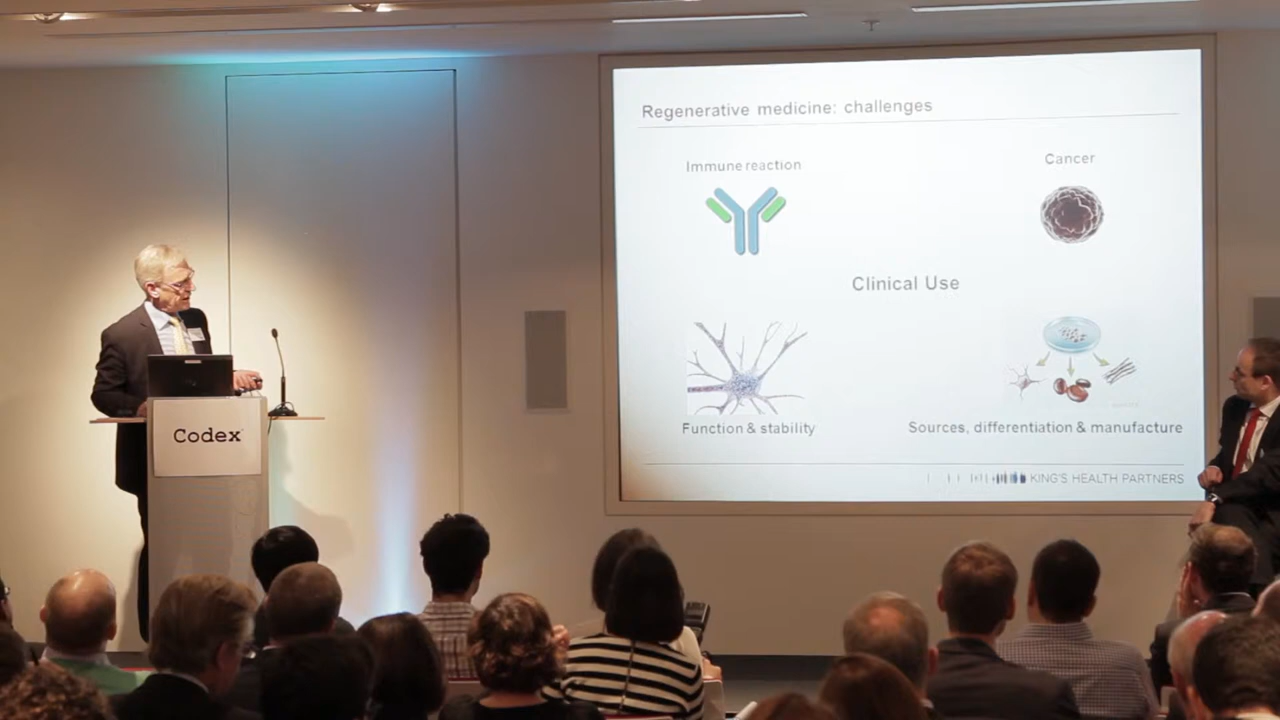 Regenerative medicine: challenges
Immune reaction
Cancer
Clinical Use
Function & stability
Sources, differentiation & manufacture
KING'S HEALTH PARTNERS
Codex